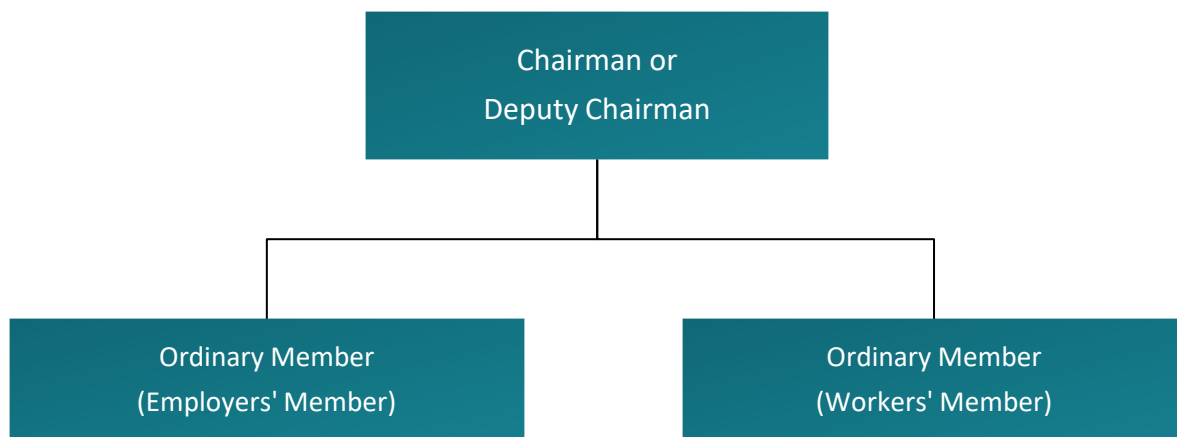 Chairman or
Deputy Chairman
Ordinary Member
(Employers' Member)
Ordinary Member
(Workers' Member)